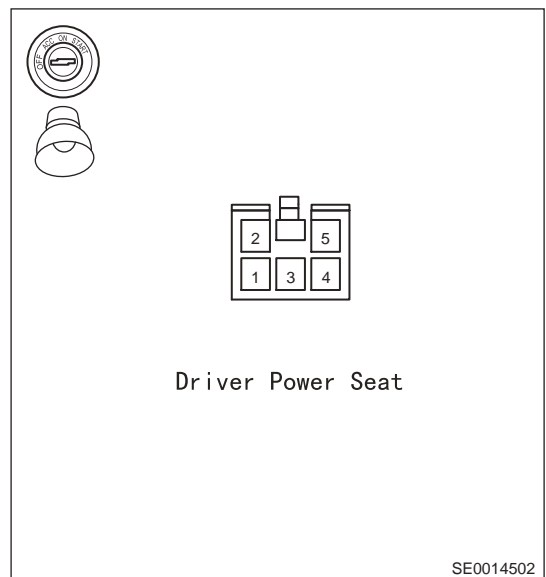 OFF ACC ON START
2 5
1 3 4
Driver Power Seat
SE0014502